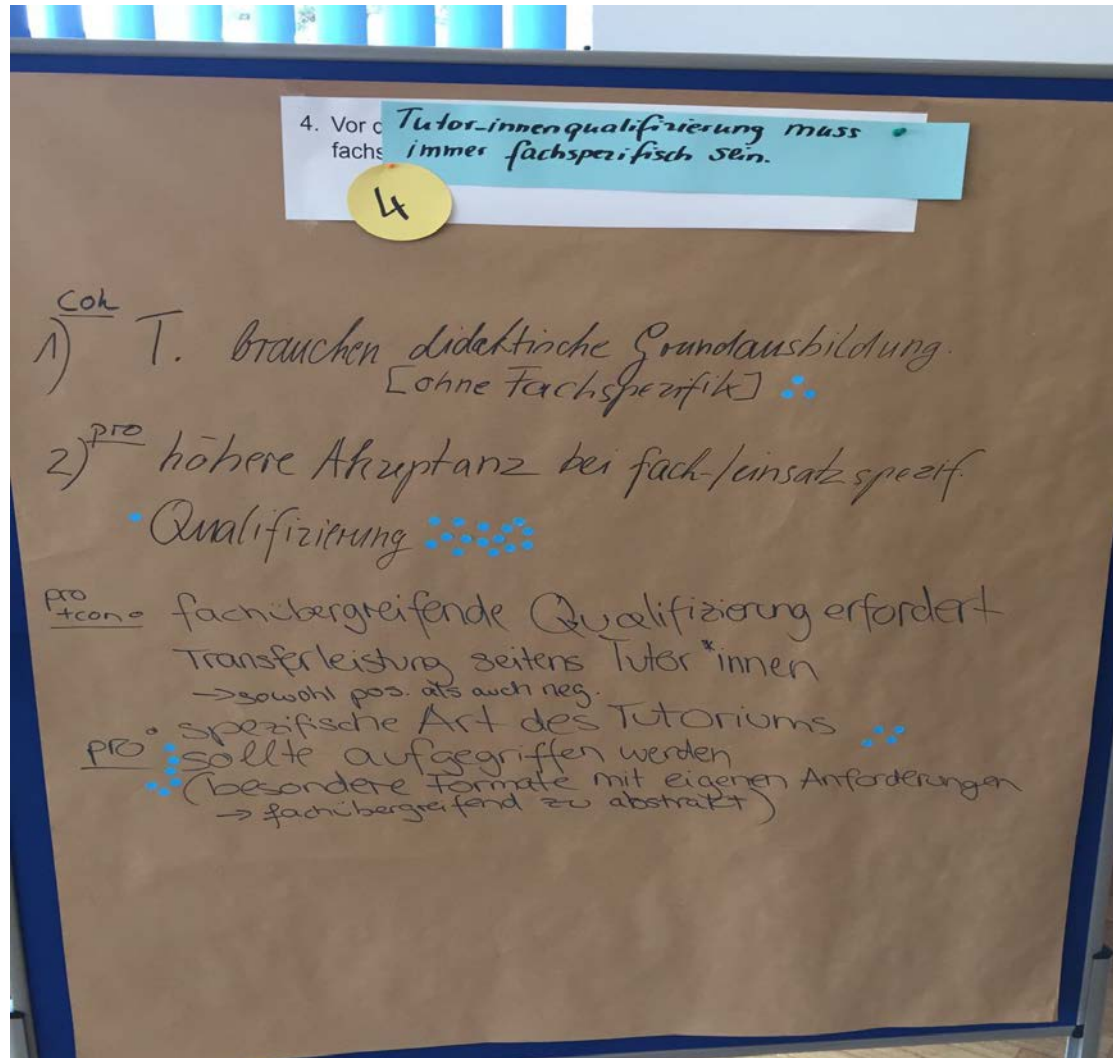 4. Vor d
fachs
Tutor_innenqualifizierung muss
immer fachspezifisch sein.
4
con
1) T. brauchen didaktische Grundausbildung.
[ohne Fachspezifik]
pro
2) höhere Akzeptanz bei fach-/einsatzspezif.
Qualifizierung
pro
+con
fachübergreifende Qualifizierung erfordert
Transferleistung seitens Tutor*innen
→ sowohl pos. als auch neg.
spezifische Art des Tutoriums
pro sollte aufgegriffen werden
(besondere Formate mit eigenen Anforderungen
→ fachübergreifend zu abstrakt)